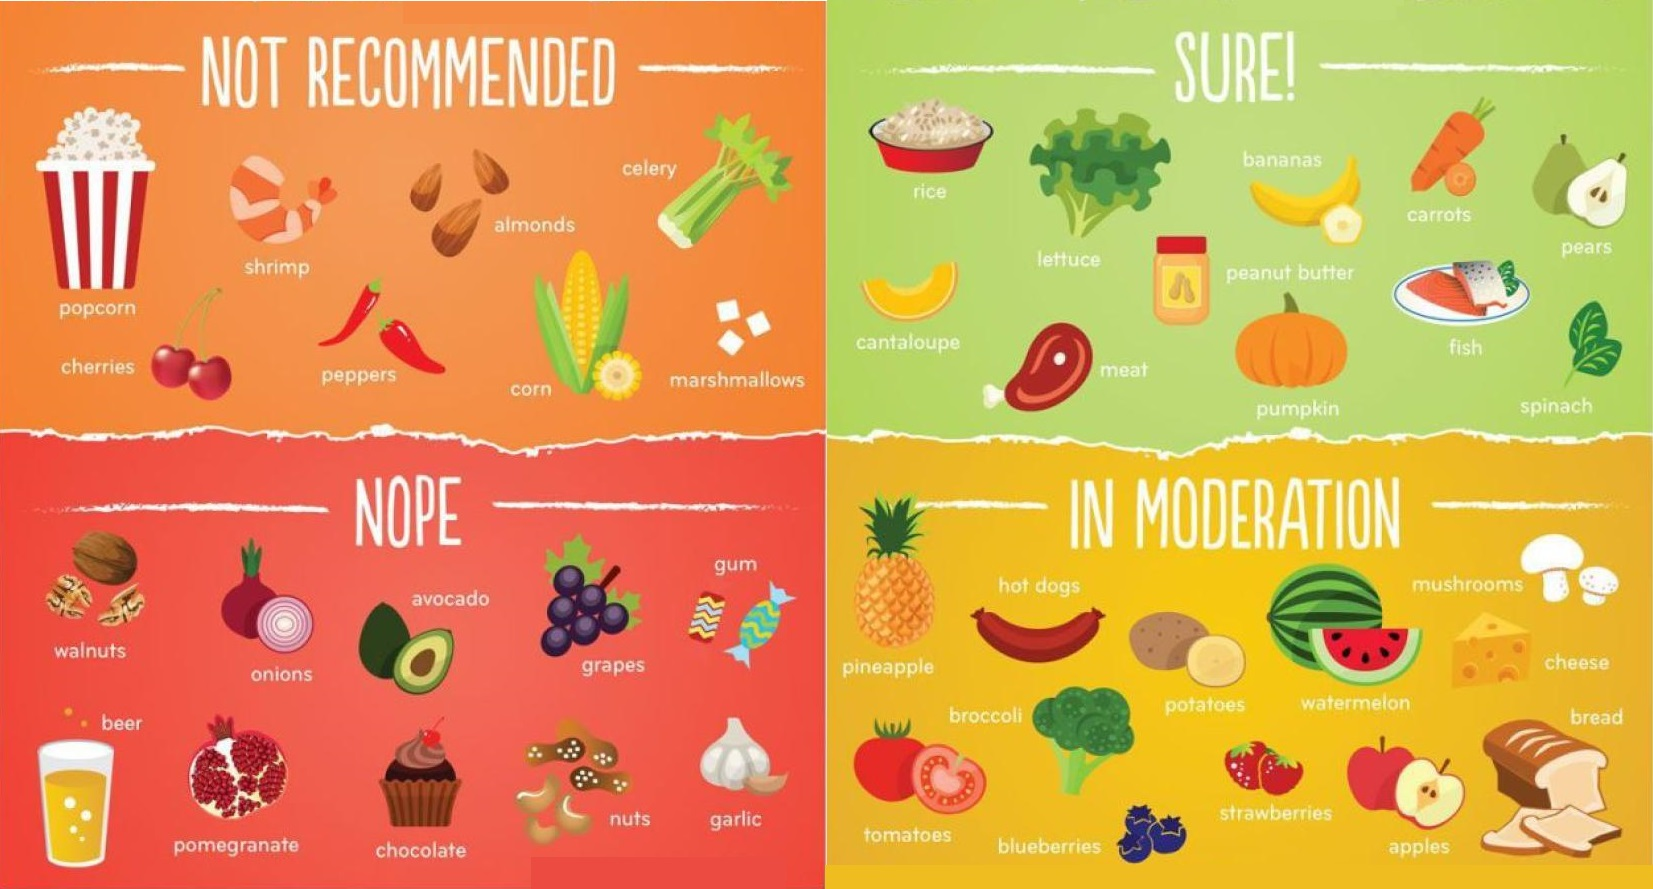 NOT RECOMMENDED
popcorn
shrimp
almonds
celery
cherries
peppers
corn
marshmallows
SURE!
rice
lettuce
bananas
carrots
pears
cantaloupe
peanut butter
meat
pumpkin
fish
spinach
NOPE
walnuts
onions
avocado
grapes
gum
beer
pomegranate
chocolate
nuts
garlic
IN MODERATION
pineapple
hot dogs
potatoes
watermelon
mushrooms
cheese
broccoli
tomatoes
blueberries
strawberries
apples
bread